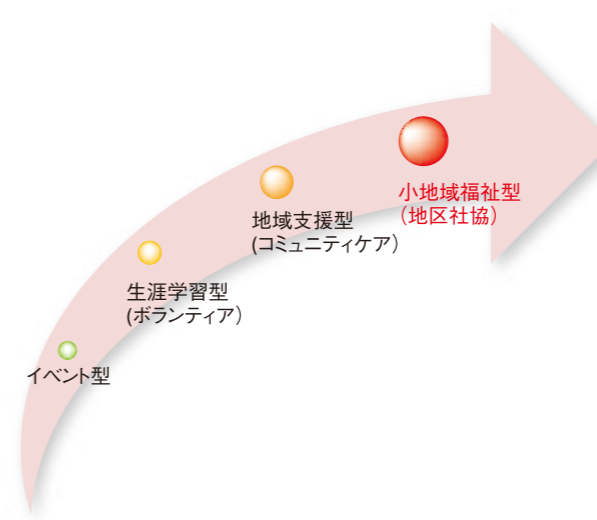 小地域福祉型
（地区社協）
地域支援型
(コミュニティケア）
生涯学習型
(ボランティア）
イベント型